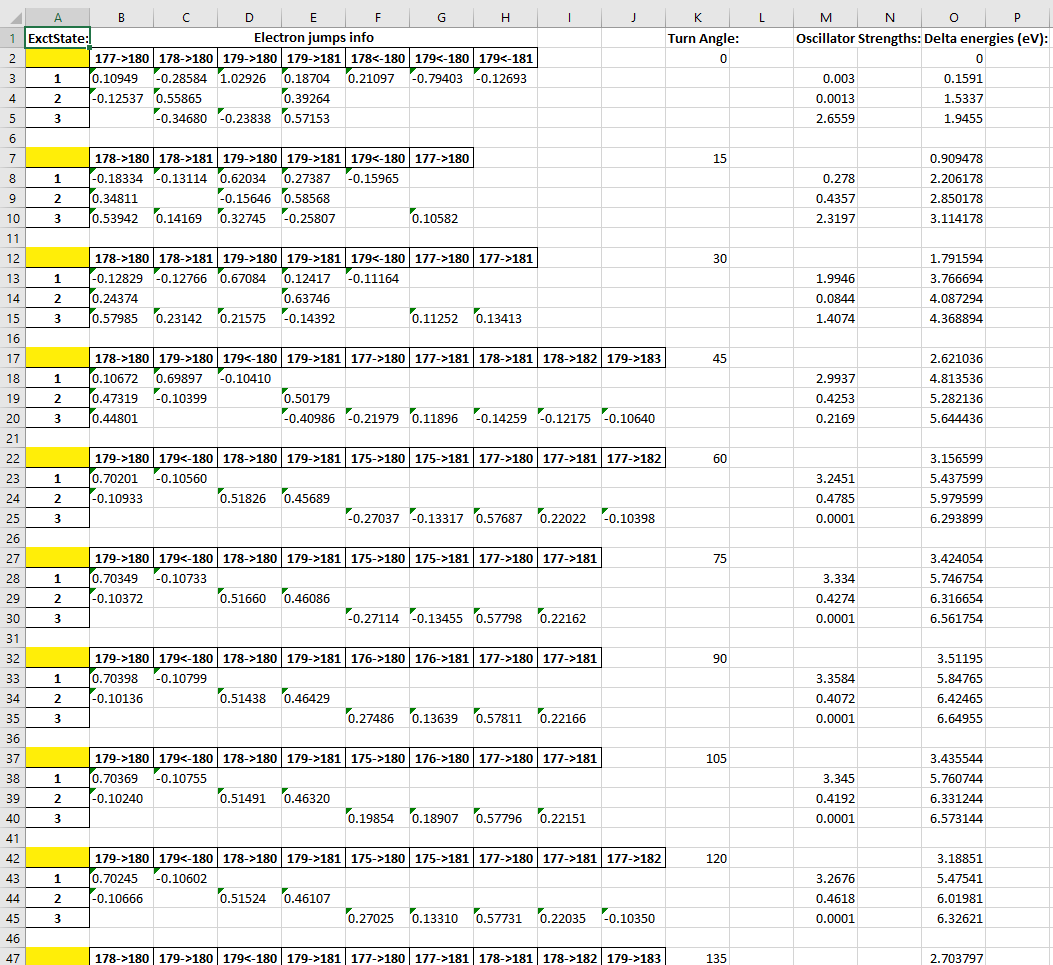 A B C D E F G H I J K L M N O P
1 ExctState: Electron jumps info Turn Angle: Oscillator Strengths: Delta energies (eV):
2 177->180 178->180 179->180 179->181 178<-180 179<-180 179<-181 0 0
3 1 0.10949 -0.28584 1.02926 0.18704 0.21097 -0.79403 -0.12693 0.003 0.1591
4 2 -0.12537 0.55865 0.39264 0.0013 1.5337
5 3 -0.34680 -0.23838 0.57153 2.6559 1.9455
6
7 178->180 178->181 179->180 179->181 179<-180 177->180 15 0.909478
8 1 -0.18334 -0.13114 0.62034 0.27387 -0.15965 0.278 2.206178
9 2 0.34811 -0.15646 0.58568 0.4357 2.850178
10 3 0.53942 0.14169 0.32745 -0.25807 0.10582 2.3197 3.114178
11
12 178->180 178->181 179->180 179->181 179<-180 177->180 177->181 30 1.791594
13 1 -0.12829 -0.12766 0.67084 0.12417 -0.11164 1.9946 3.766694
14 2 0.24374 0.63746 0.0844 4.087294
15 3 0.57985 0.23142 0.21575 -0.14392 0.11252 0.13413 1.4074 4.368894
16
17 178->180 179->180 179<-180 179->181 177->180 177->181 178->181 178->182 179->183 45 2.621036
18 1 0.10672 0.69897 -0.10410 2.9937 4.813536
19 2 0.47319 -0.10399 0.50179 0.4253 5.282136
20 3 0.44801 -0.40986 -0.21979 0.11896 -0.14259 -0.12175 -0.10640 0.2169 5.644436
21
22 179->180 179<-180 178->180 179->181 175->180 175->181 177->180 177->181 177->182 60 3.156599
23 1 0.70201 -0.10560 3.2451 5.437599
24 2 -0.10933 0.51826 0.45689 0.4785 5.979599
25 3 -0.27037 -0.13317 0.57687 0.22022 -0.10398 0.0001 6.293899
26
27 179->180 179<-180 178->180 179->181 175->180 175->181 177->180 177->181 75 3.424054
28 1 0.70349 -0.10733 3.334 5.746754
29 2 -0.10372 0.51660 0.46086 0.4274 6.316654
30 3 -0.27114 -0.13455 0.57798 0.22162 0.0001 6.561754
31
32 179->180 179<-180 178->180 179->181 176->180 176->181 177->180 177->181 90 3.51195
33 1 0.70398 -0.10799 3.3584 5.84765
34 2 -0.10136 0.51438 0.46429 0.4072 6.42465
35 3 0.27486 0.13639 0.57811 0.22166 0.0001 6.64955
36
37 179->180 179<-180 178->180 179->181 175->180 176->180 177->180 177->181 105 3.435544
38 1 0.70369 -0.10755 3.345 5.760744
39 2 -0.10240 0.51491 0.46320 0.4192 6.331244
40 3 0.19854 0.18907 0.57796 0.22151 0.0001 6.573144
41
42 179->180 179<-180 178->180 179->181 175->180 175->181 177->180 177->181 177->182 120 3.18851
43 1 0.70245 -0.10602 3.2676 5.47541
44 2 -0.10666 0.51524 0.46107 0.4618 6.01981
45 3 0.27025 0.13310 0.57731 0.22035 -0.10350 0.0001 6.32621
46
47 178->180 179->180 179<-180 179->181 177->180 177->181 178->181 178->182 179->183 135 2.703797